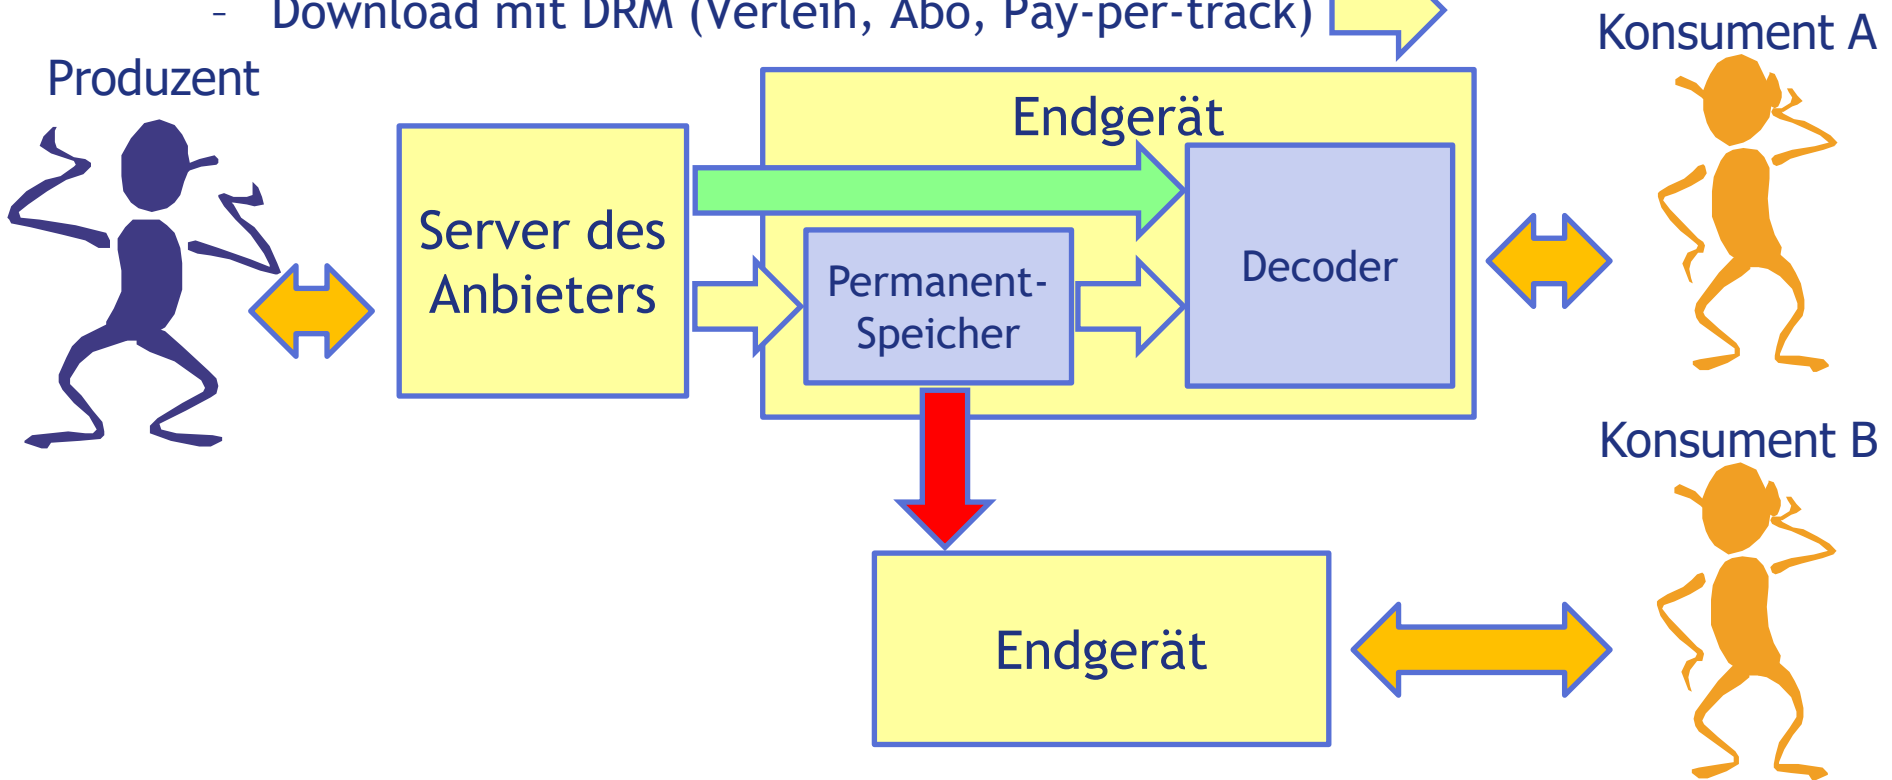 - Download mit DRM (Verleih, Abo, Pay-per-track)
Konsument A
Produzent
Endgerät
Server des
Anbieters
Permanent-
Speicher
Decoder
Konsument B
Endgerät